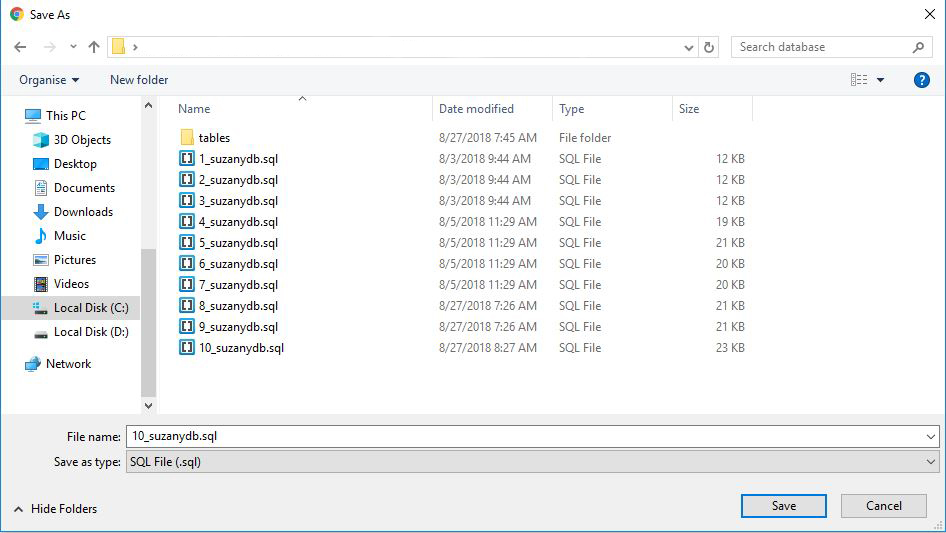 Save As
Search database
Organise New folder
This PC
3D Objects
Desktop
Documents
Downloads
Music
Pictures
Videos
Local Disk (C:)
Local Disk (D:)
Network
Name Date modified Type Size
tables 8/27/2018 7:45 AM File folder
1_suzanydb.sql 8/3/2018 9:44 AM SQL File 12 KB
2_suzanydb.sql 8/3/2018 9:44 AM SQL File 12 KB
3_suzanydb.sql 8/3/2018 9:44 AM SQL File 12 KB
4_suzanydb.sql 8/5/2018 11:29 AM SQL File 19 KB
5_suzanydb.sql 8/5/2018 11:29 AM SQL File 21 KB
6_suzanydb.sql 8/5/2018 11:29 AM SQL File 20 KB
7_suzanydb.sql 8/5/2018 11:29 AM SQL File 20 KB
8_suzanydb.sql 8/27/2018 7:26 AM SQL File 21 KB
9_suzanydb.sql 8/27/2018 7:26 AM SQL File 21 KB
10_suzanydb.sql 8/27/2018 8:27 AM SQL File 23 KB
File name: 10_suzanydb.sql
Save as type: SQL File (.sql)
Hide Folders Save Cancel